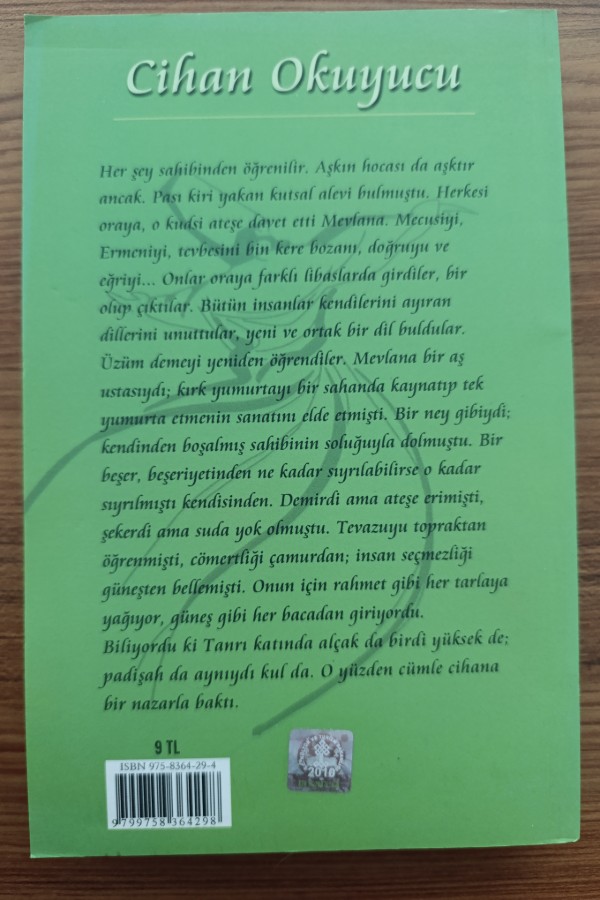 Cihan Okuyucu
Her şey sahibinden öğrenilir. Aşkın hocası da aşktır
ancak. Pası kiri yakan kutsal alevi bulmuştu. Herkesi
oraya, o kudsi ateşe davet etti Mevlana. Mecusiyi,
Ermeniyi, tevbesini bin kere bozanı, doğruyu ve
eğriyi... Onlar oraya farklı libaslarda girdiler, bir
olup çıktılar. Bütün insanlar kendilerini ayıran
dillerini unuttular, yeni ve ortak bir dil buldular.
Üzüm demeyi yeniden öğrendiler. Mevlana bir aş
ustasıydı; kırk yumurtayı bir sahanda kaynatıp tek
yumurta etmenin sanatını elde etmişti. Bir ney gibiydi;
kendinden boşalmış sahibinin soluğuyla dolmuştu. Bir
beşer, beşeriyetinden ne kadar sıyrılabilirse o kadar
sıyrılmıştı kendisinden. Demirdi ama ateşe erimişti,
şekerdi ama suda yok olmuştu. Tevazuyu topraktan
öğrenmişti, cömertliği çamurdan; insan seçmezliği
güneşten bellemişti. Onun için rahmet gibi her tarlaya
yağıyor, güneş gibi her bacadan giriyordu.
Biliyordu ki Tanrı katında alçak da birdi yüksek de;
padişah da aynıydı kul da. O yüzden cümle cihana
bir nazarla baktı.
9 TL
ISBN 975-8364-29-4
9799758364298
2010